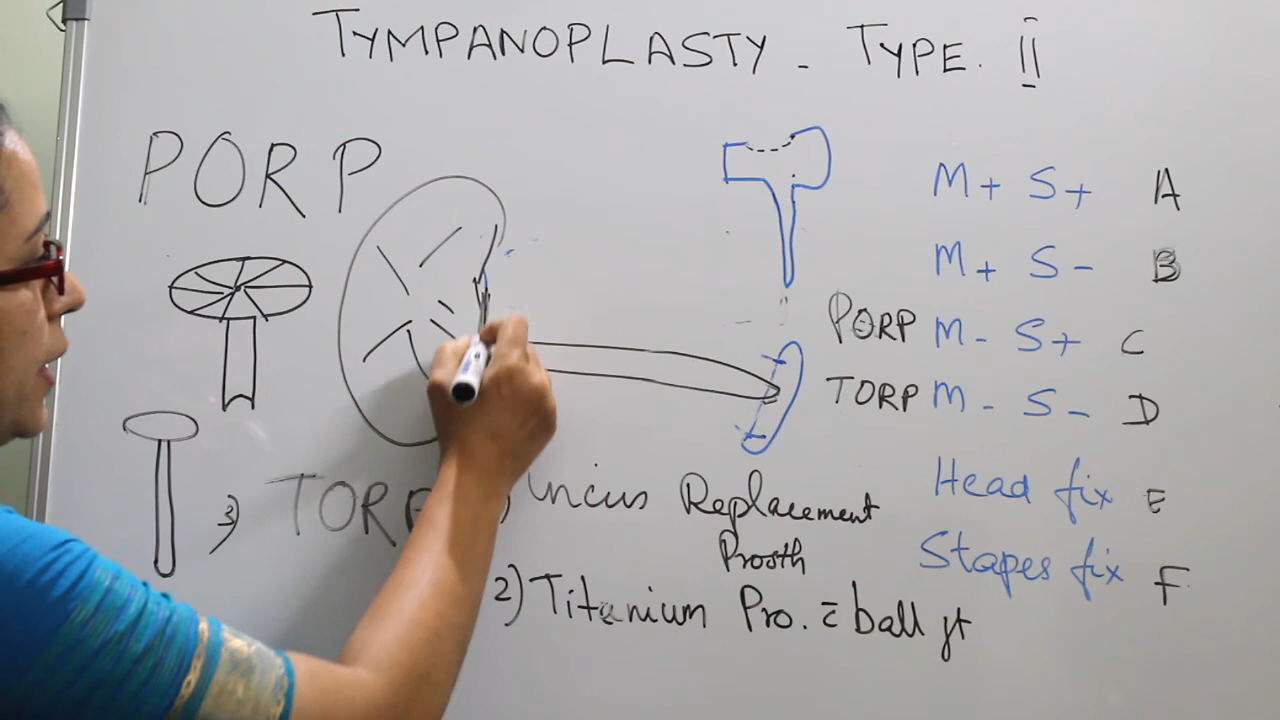 TYMPANOPLASTY - TYPE. II
PORP
M+ S+ A
M+ S- B
PORP M- S+ C
TORP M- S- D
Head fix E
Stapes fix F
3) TORP
Incus Replacement
Prosth
2) Titanium Pro. c̄ ball jt